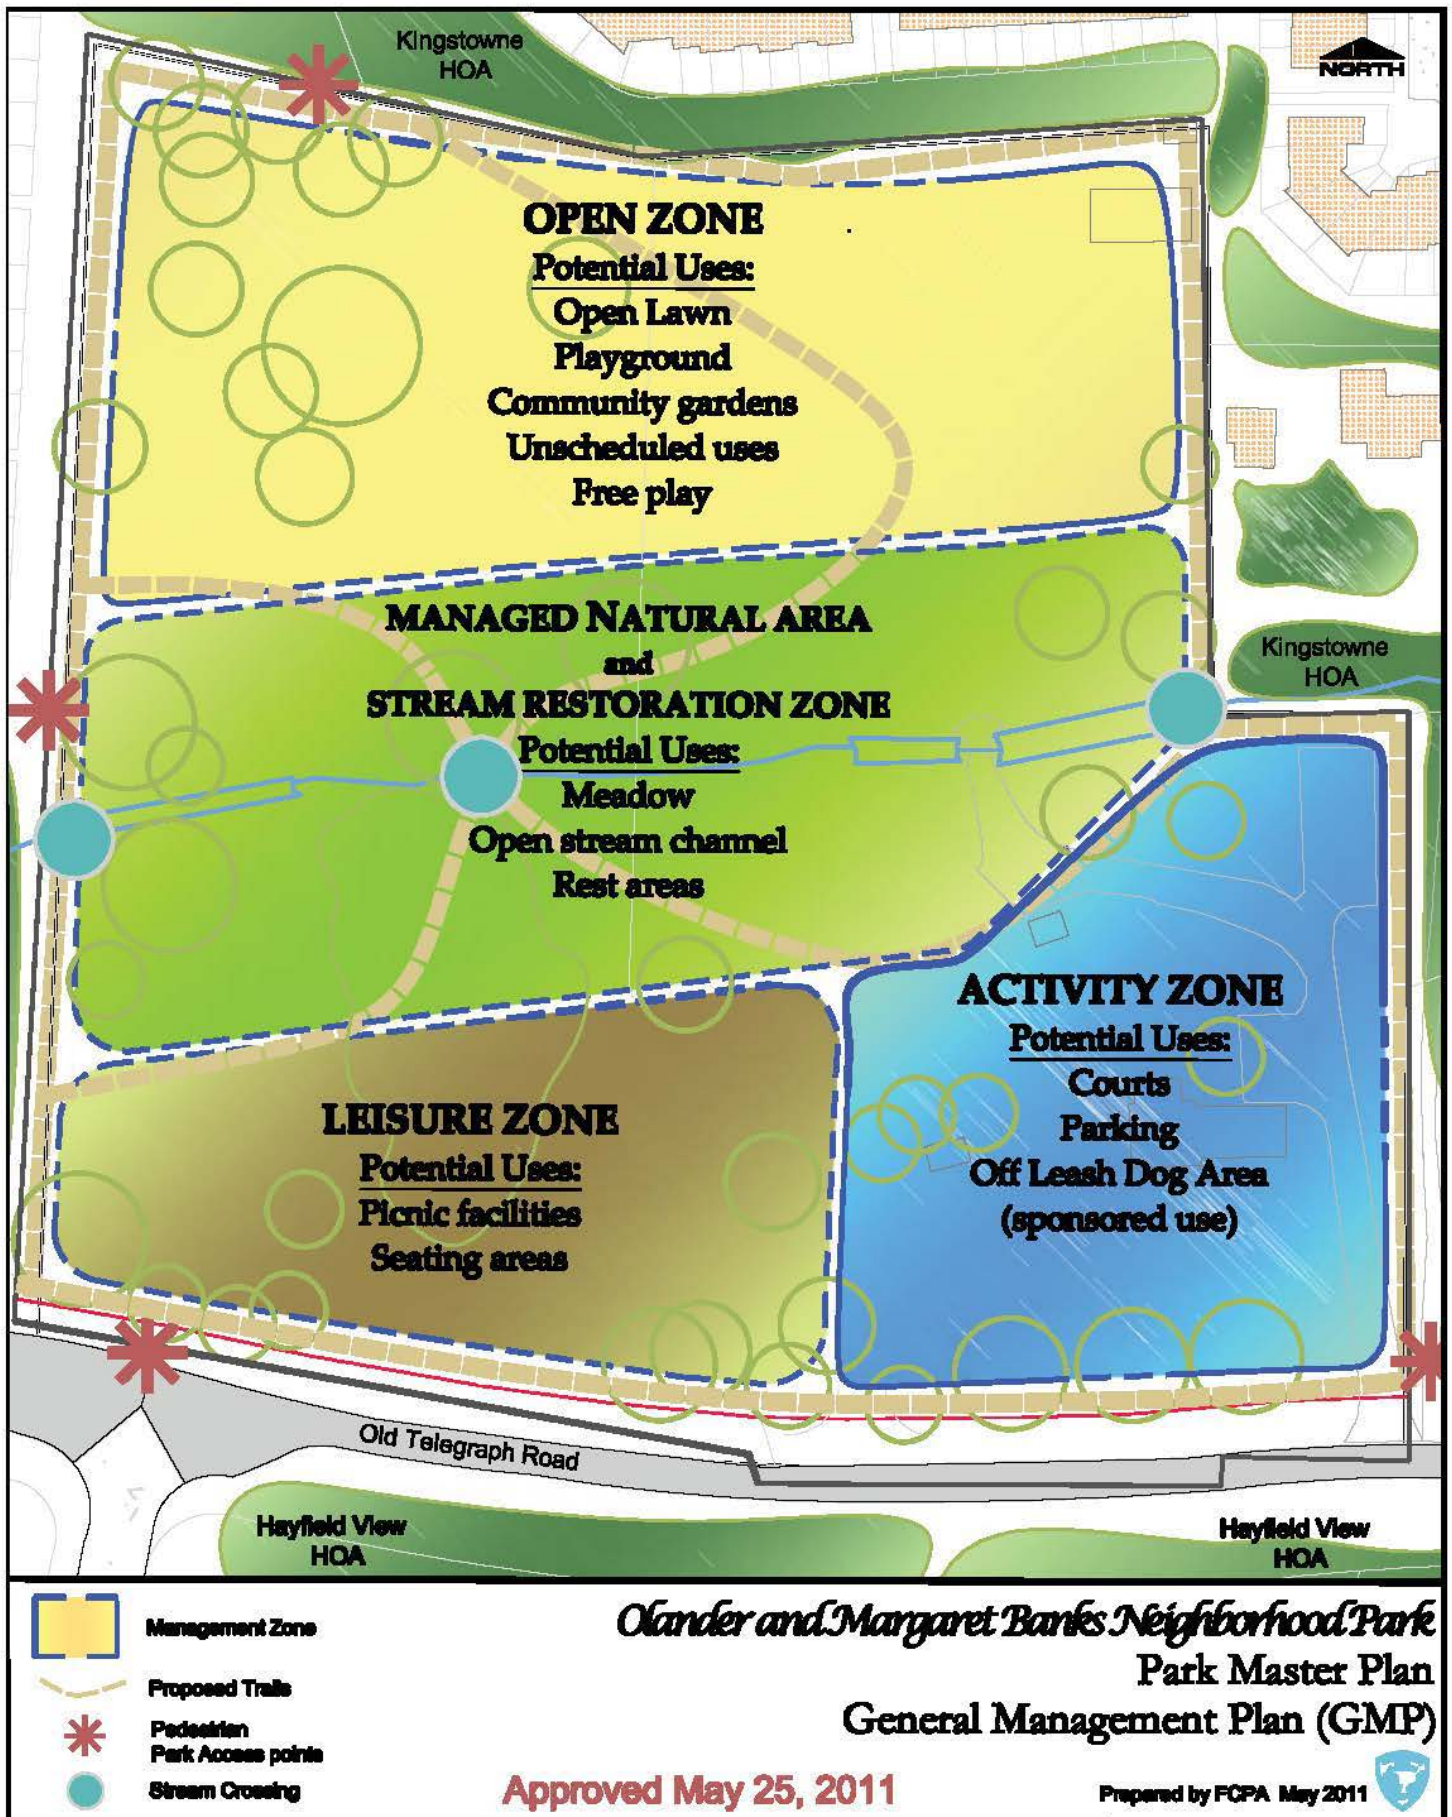 Kingstowne
HOA
NORTH
OPEN ZONE
Potential Uses:
Open Lawn
Playground
Community gardens
Unscheduled uses
Free play
MANAGED NATURAL AREA
and
STREAM RESTORATION ZONE
Potential Uses:
Meadow
Open stream channel
Rest areas
Kingstowne
HOA
ACTIVITY ZONE
Potential Uses:
Courts
Parking
Off Leash Dog Area
(sponsored use)
LEISURE ZONE
Potential Uses:
Picnic facilities
Seating areas
Old Telegraph Road
Hayfield View
HOA
Hayfield View
HOA
Management Zone
Proposed Trails
Pedestrian
Park Access points
Stream Crossing
Olander and Margaret Banks Neighborhood Park
Park Master Plan
General Management Plan (GMP)
Approved May 25, 2011
Prepared by FCPA May 2011